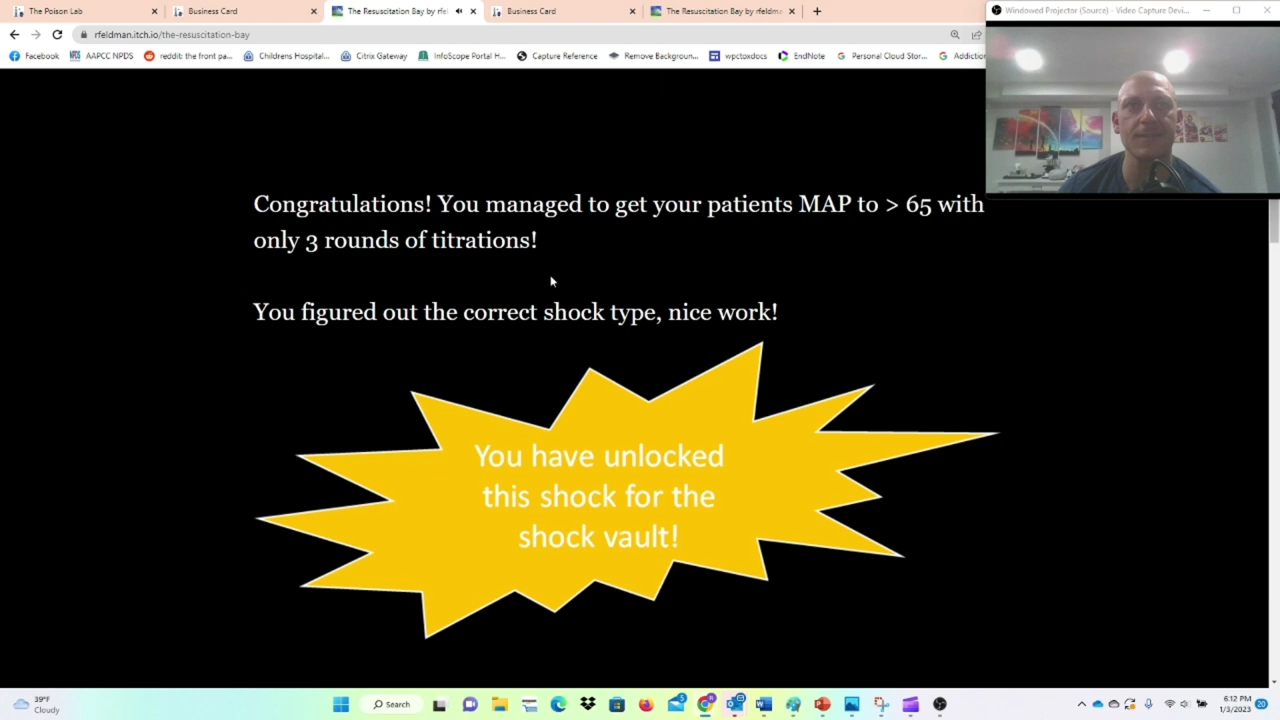 The Poison Lab
Business Card
The Resuscitation Bay by rfel
Business Card
The Resuscitation Bay by rfeldma
Windowed Projector (Source) - Video Capture Devi...
rfeldman.itch.io/the-resuscitation-bay
Facebook
AAPCC NPDS
reddit: the front pa...
Childrens Hospital...
Citrix Gateway
InfoScope Portal H...
Capture Reference
Remove Backgroun...
wpctoxdocs
EndNote
Personal Cloud Stor...
Addiction
Congratulations! You managed to get your patients MAP to > 65 with
only 3 rounds of titrations!
You figured out the correct shock type, nice work!
You have unlocked
this shock for the
shock vault!
39°F
Cloudy
Search
6:12 PM
1/3/2023
20